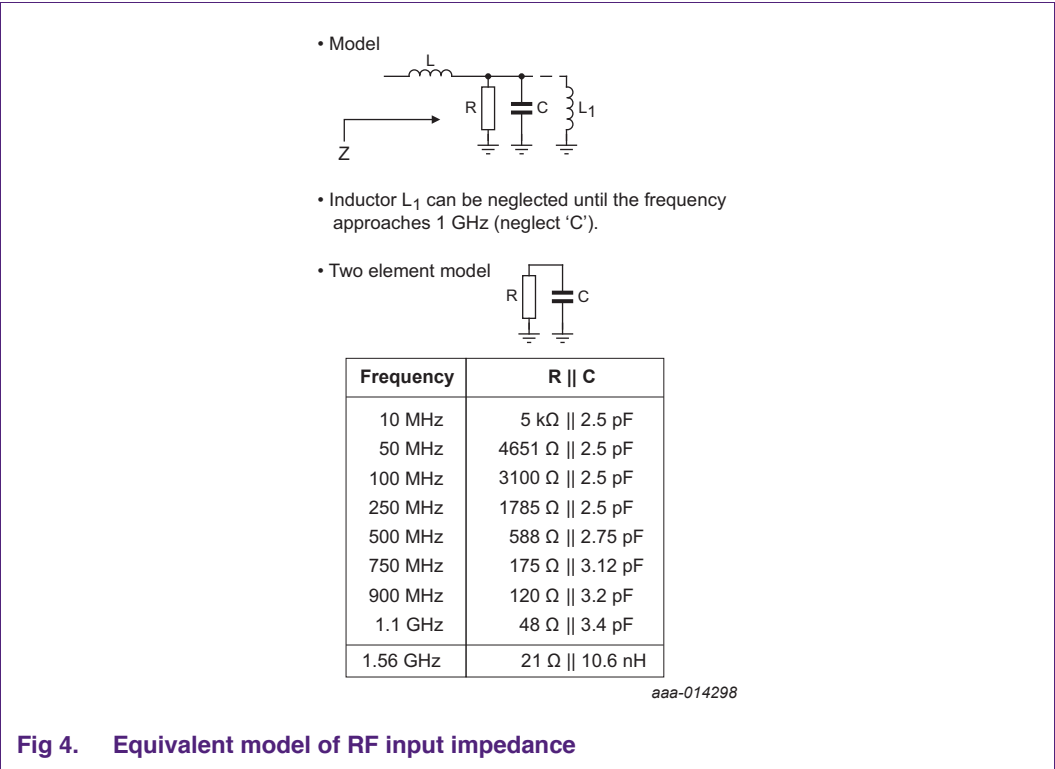 • Model
L
R
C
L1
Z
• Inductor L1 can be neglected until the frequency
approaches 1 GHz (neglect ‘C’).
• Two element model
R
C
Frequency R || C
10 MHz 5 kΩ || 2.5 pF
50 MHz 4651 Ω || 2.5 pF
100 MHz 3100 Ω || 2.5 pF
250 MHz 1785 Ω || 2.5 pF
500 MHz 588 Ω || 2.75 pF
750 MHz 175 Ω || 3.12 pF
900 MHz 120 Ω || 3.2 pF
1.1 GHz 48 Ω || 3.4 pF
1.56 GHz 21 Ω || 10.6 nH
aaa-014298
Fig 4. Equivalent model of RF input impedance